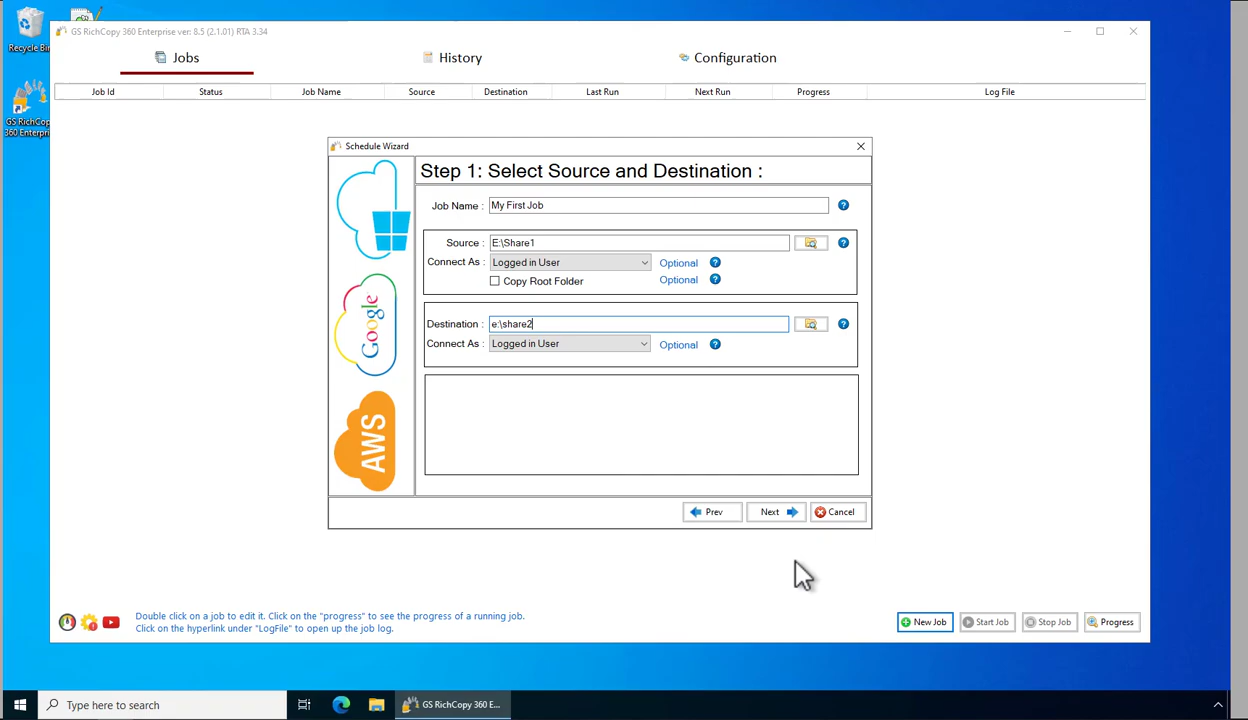 Recycle Bin
GS RichCopy
360 Enterprise
GS RichCopy 360 Enterprise ver: 8.5 (2.1.01) RTA 3.34
Jobs
History
Configuration
Job Id Status Job Name Source Destination Last Run Next Run Progress Log File
Schedule Wizard
Step 1: Select Source and Destination :
Job Name : My First Job
Source : E:\Share1
Connect As : Logged in User Optional
Copy Root Folder Optional
Destination : e:\share2
Connect As : Logged in User Optional
Google
AWS
Prev Next Cancel
Double click on a job to edit it. Click on the "progress" to see the progress of a running job.
Click on the hyperlink under "LogFile" to open up the job log.
New Job Start Job Stop Job Progress
Type here to search
GS RichCopy 360 E...